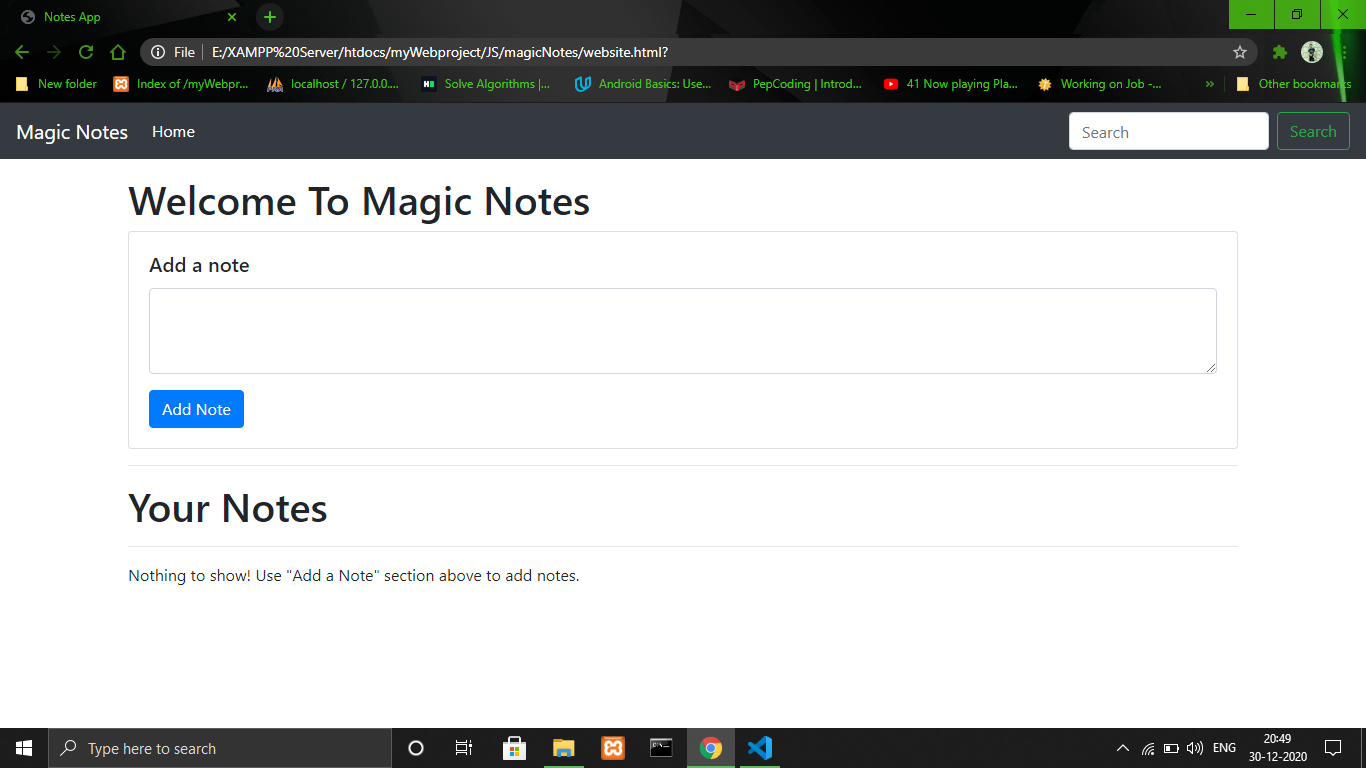 Notes App
File E:/XAMPP%20Server/htdocs/myWebproject/JS/magicNotes/website.html?
New folder Index of /myWebpr... localhost / 127.0.0.... Solve Algorithms |... Android Basics: Use... PepCoding | Introd... 41 Now playing Pla... Working on Job -... » Other bookmarks
Magic Notes Home Search Search
Welcome To Magic Notes
Add a note
Add Note
Your Notes
Nothing to show! Use "Add a Note" section above to add notes.
Type here to search ENG 20:49
30-12-2020